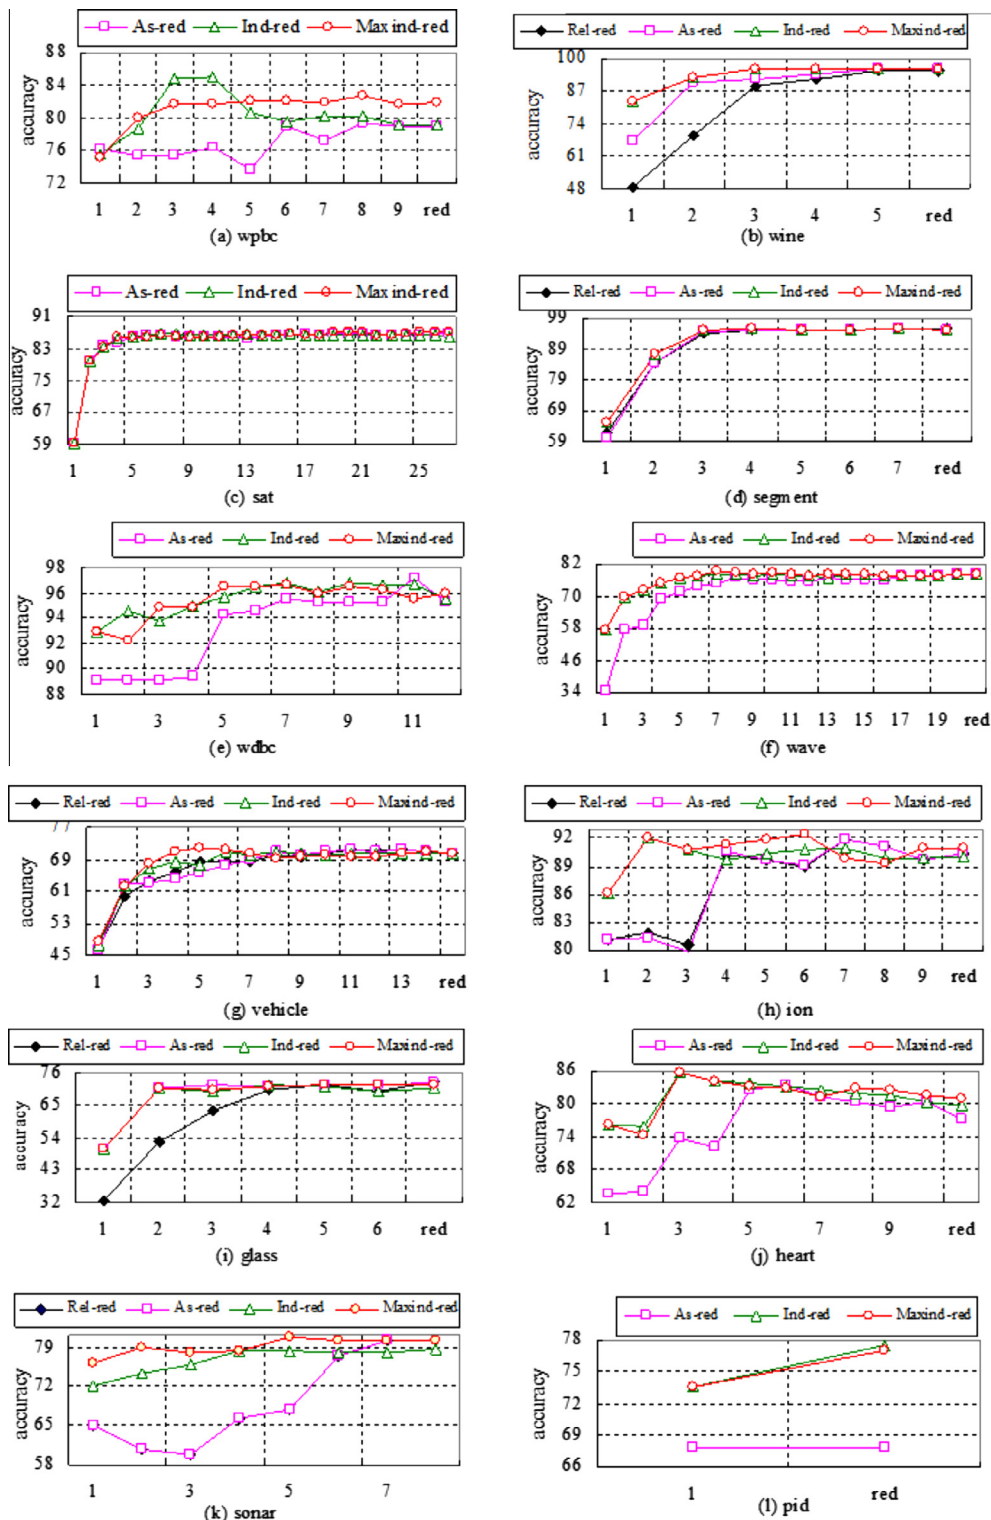 As-red Ind-red Maxind-red
88
84
80
76
72
accuracy
1 2 3 4 5 6 7 8 9 red
(a) wpbc
Rel-red As-red Ind-red Maxind-red
100
87
74
61
48
accuracy
1 2 3 4 5 red
(b) wine
As-red Ind-red Maxind-red
91
83
75
67
59
accuracy
1 5 9 13 17 21 25
(c) sat
Rel-red As-red Ind-red Maxind-red
99
89
79
69
59
accuracy
1 2 3 4 5 6 7 red
(d) segment
As-red Ind-red Maxind-red
98
96
94
92
90
88
accuracy
1 3 5 7 9 11
(e) wdbc
As-red Ind-red Maxind-red
82
70
58
46
34
accuracy
1 3 5 7 9 11 13 15 17 19 red
(f) wave
Rel-red As-red Ind-red Maxind-red
77
69
61
53
45
accuracy
1 3 5 7 9 11 13 red
(g) vehicle
Rel-red As-red Ind-red Maxind-red
92
89
86
83
80
accuracy
1 2 3 4 5 6 7 8 9 red
(h) ion
Rel-red As-red Ind-red Maxind-red
76
65
54
43
32
accuracy
1 2 3 4 5 6 red
(i) glass
As-red Ind-red Maxind-red
86
80
74
68
62
accuracy
1 3 5 7 9 red
(j) heart
Rel-red As-red Ind-red Maxind-red
79
72
65
58
accuracy
1 3 5 7
(k) sonar
As-red Ind-red Maxind-red
78
75
72
69
66
accuracy
1 red
(l) pid